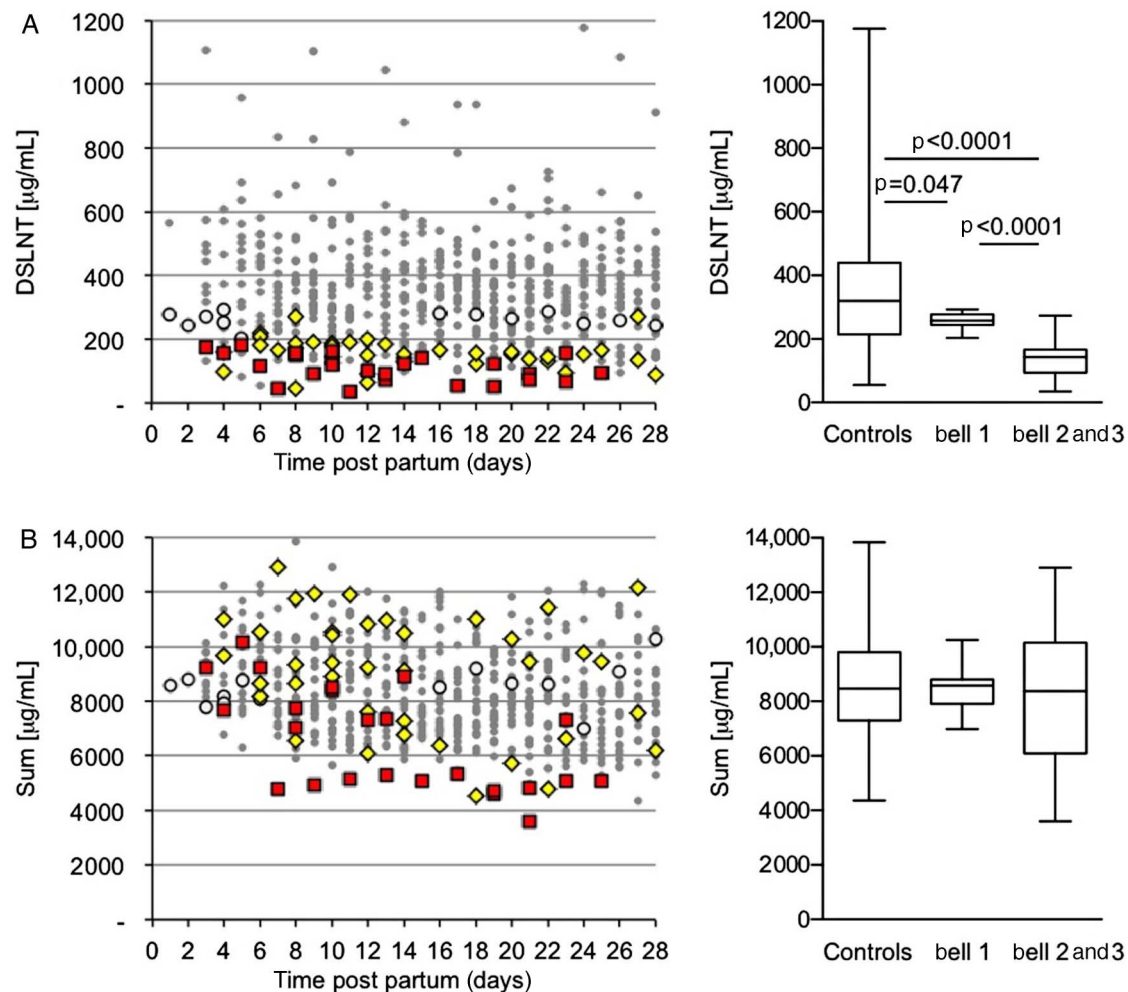 A
DSLNT [µg/mL]
1200
1000
800
600
400
200
-
0 2 4 6 8 10 12 14 16 18 20 22 24 26 28
Time post partum (days)
DSLNT [µg/mL]
1200
1000
800
600
400
200
0
p<0.0001
p=0.047
p<0.0001
Controls bell 1 bell 2 and 3
B
Sum [µg/mL]
14,000
12,000
10,000
8000
6000
4000
2000
-
0 2 4 6 8 10 12 14 16 18 20 22 24 26 28
Time post partum (days)
Sum [µg/mL]
14,000
12,000
10,000
8000
6000
4000
2000
0
Controls bell 1 bell 2 and 3